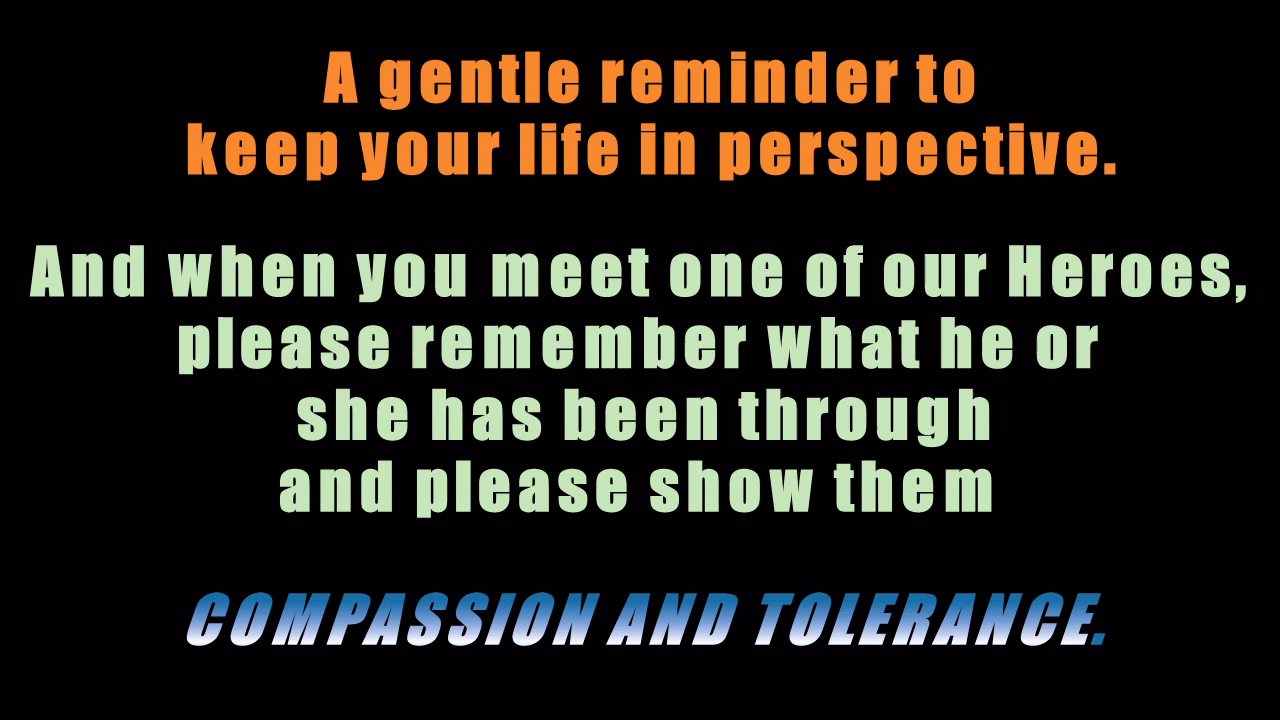 A gentle reminder to
keep your life in perspective.
And when you meet one of our Heroes,
please remember what he or
she has been through
and please show them
COMPASSION AND TOLERANCE.